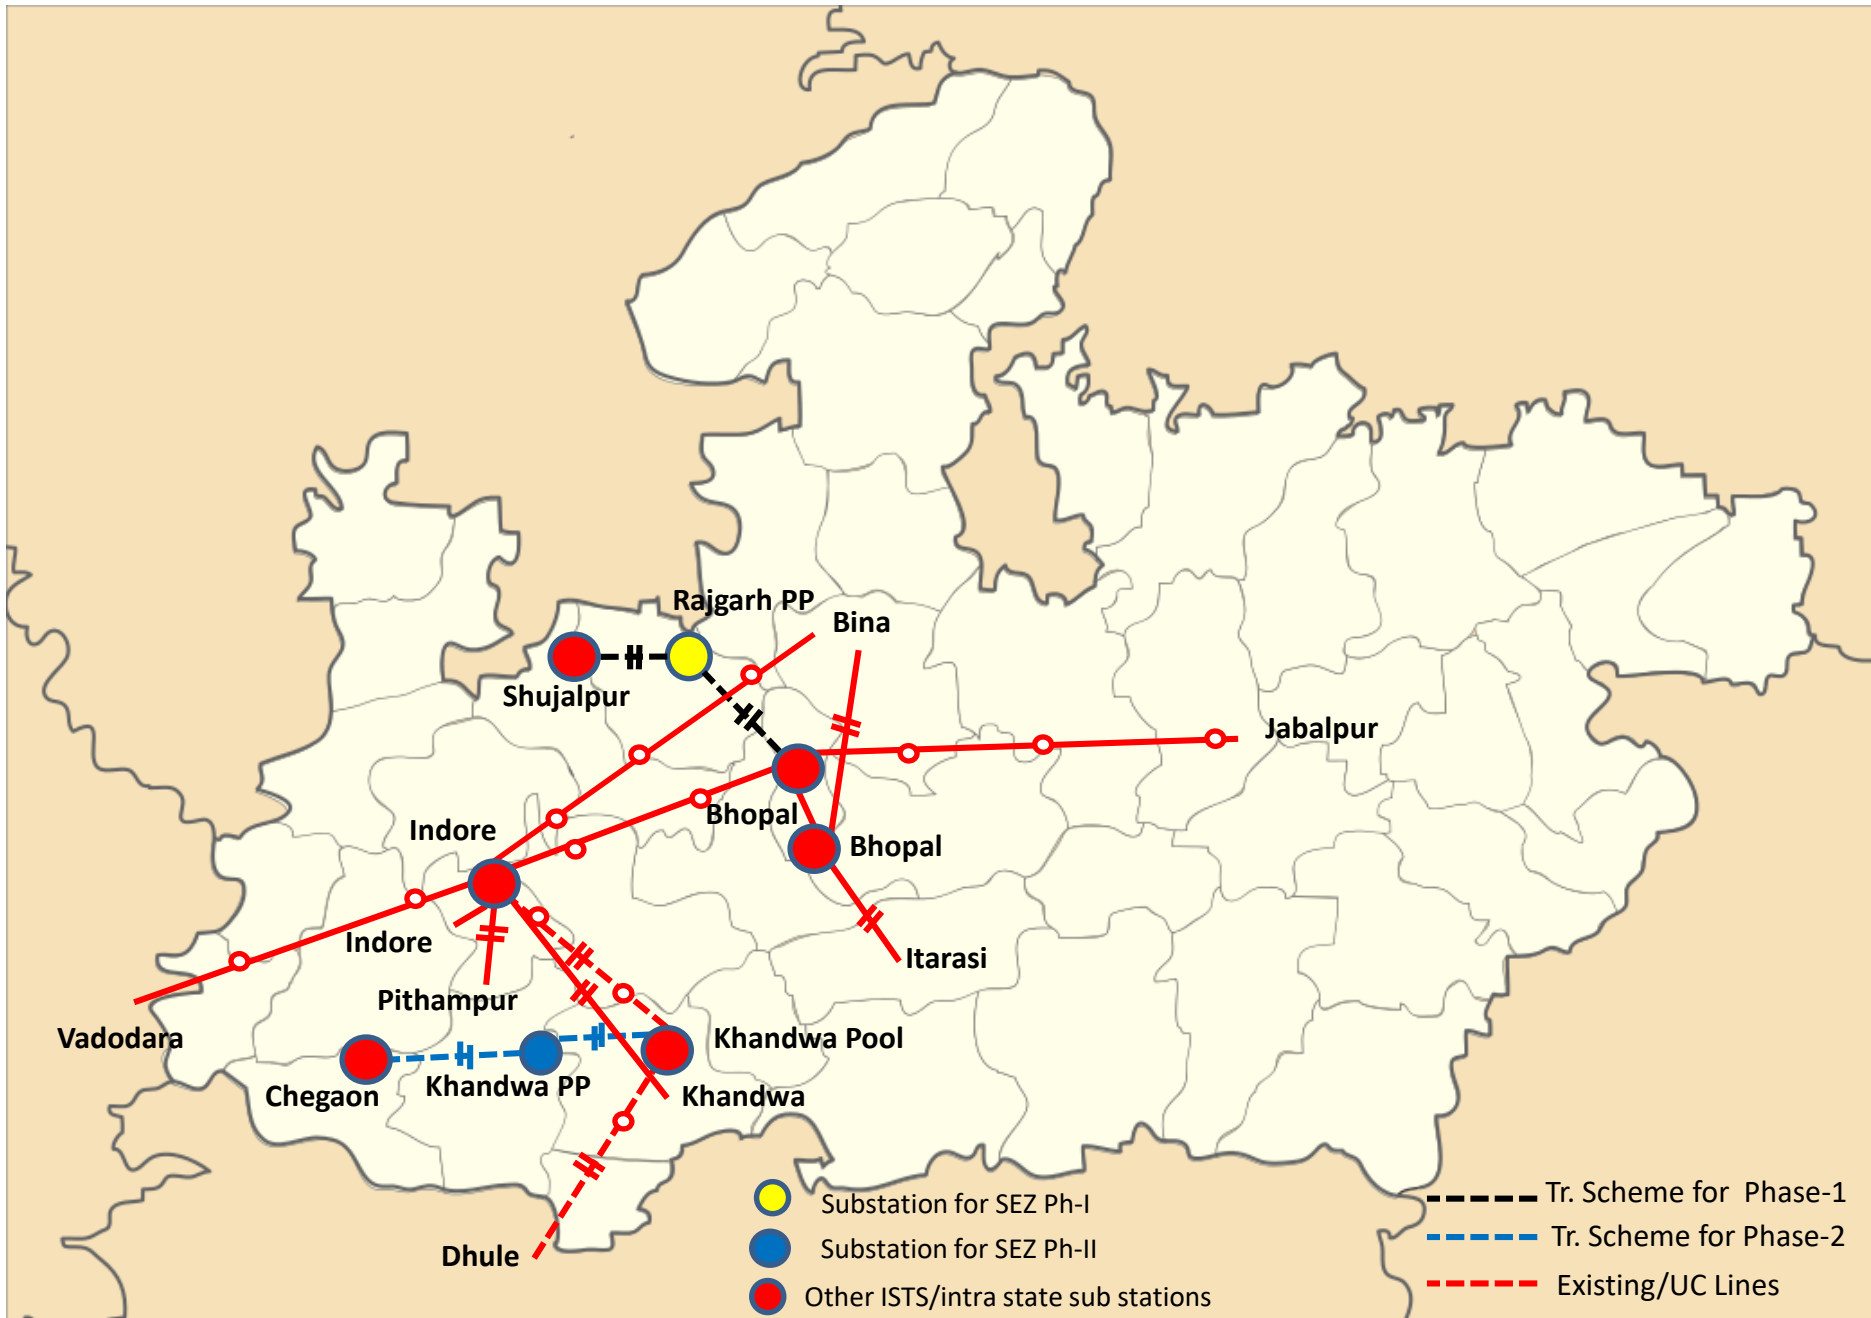 Rajgarh PP
Bina
Shujalpur
Jabalpur
Bhopal
Indore
Bhopal
Indore
Itarasi
Pithampur
Vadodara
Khandwa Pool
Khandwa PP
Chegaon
Khandwa
Dhule
Substation for SEZ Ph-I
Substation for SEZ Ph-II
Other ISTS/intra state sub stations
Tr. Scheme for Phase-1
Tr. Scheme for Phase-2
Existing/UC Lines